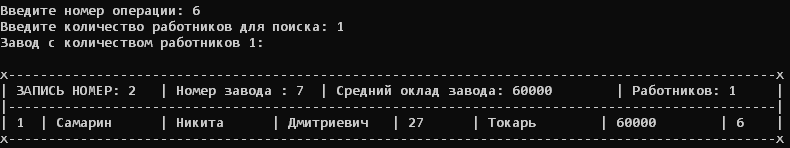 Введите номер операции: 6
Введите количество работников для поиска: 1
Завод с количеством работников 1:
x------------------------------------------------------------------------------------------------x
| ЗАПИСЬ НОМЕР: 2   | Номер завода : 7  | Средний оклад завода: 60000        | Работников: 1     |
|------------------------------------------------------------------------------------------------|
| 1  | Самарин      | Никита      | Дмитриевич   | 27      | Токарь        | 60000        | 6    |
x------------------------------------------------------------------------------------------------x